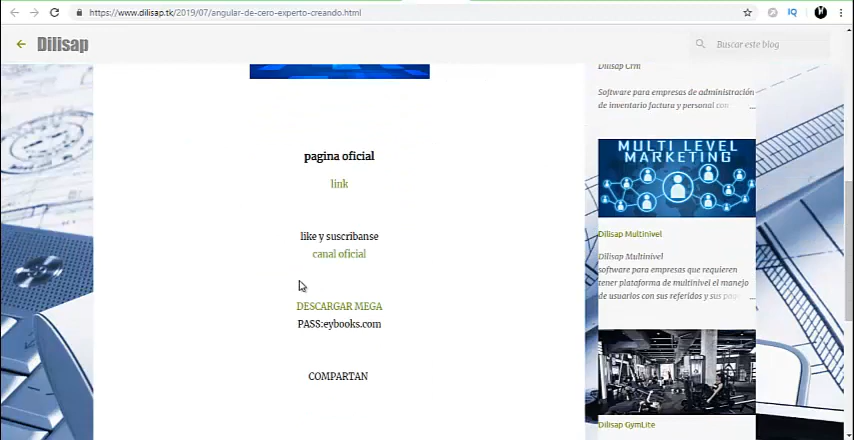 https://www.dilisap.tk/2019/07/angular-de-cero-experto-creando.html
IQ
Dilisap
Buscar este blog
pagina oficial
link
like y suscribanse
canal oficial
DESCARGAR MEGA
PASS:eybooks.com
COMPARTAN
Dilisap Crm
Software para empresas de administración
de inventario factura y personal con ...
MULTI LEVEL
MARKETING
Dilisap Multinivel
Dilisap Multinivel
software para empresas que requieren
tener plataforma de multinivel el manejo
de usuarios con sus referidos y sus pago ...
Dilisap GymLite